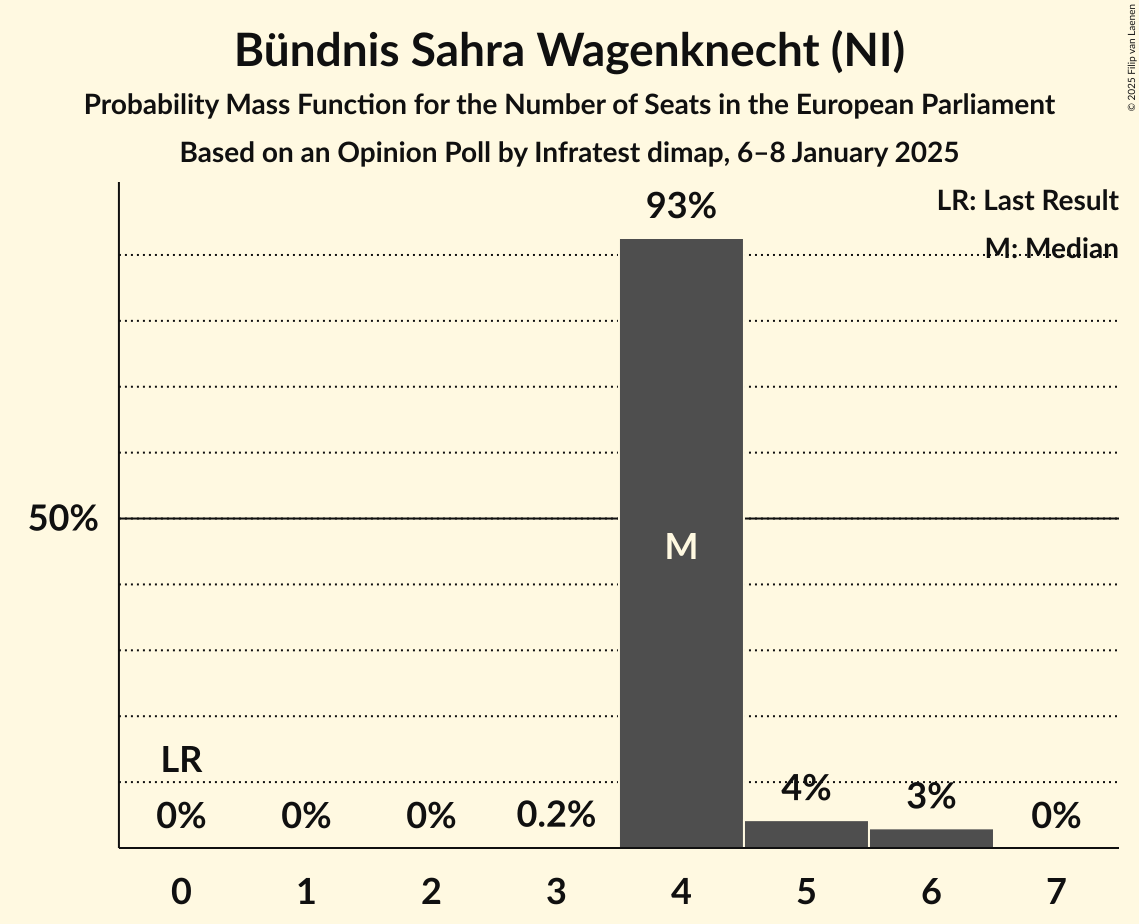 Bündnis Sahra Wagenknecht (NI)
Probability Mass Function for the Number of Seats in the European Parliament
Based on an Opinion Poll by Infratest dimap, 6–8 January 2025
© 2025 Filip van Laenen
LR: Last Result
M: Median
93%
50%
M
LR
0%
0%
0%
0.2%
4%
3%
0%
0
1
2
3
4
5
6
7